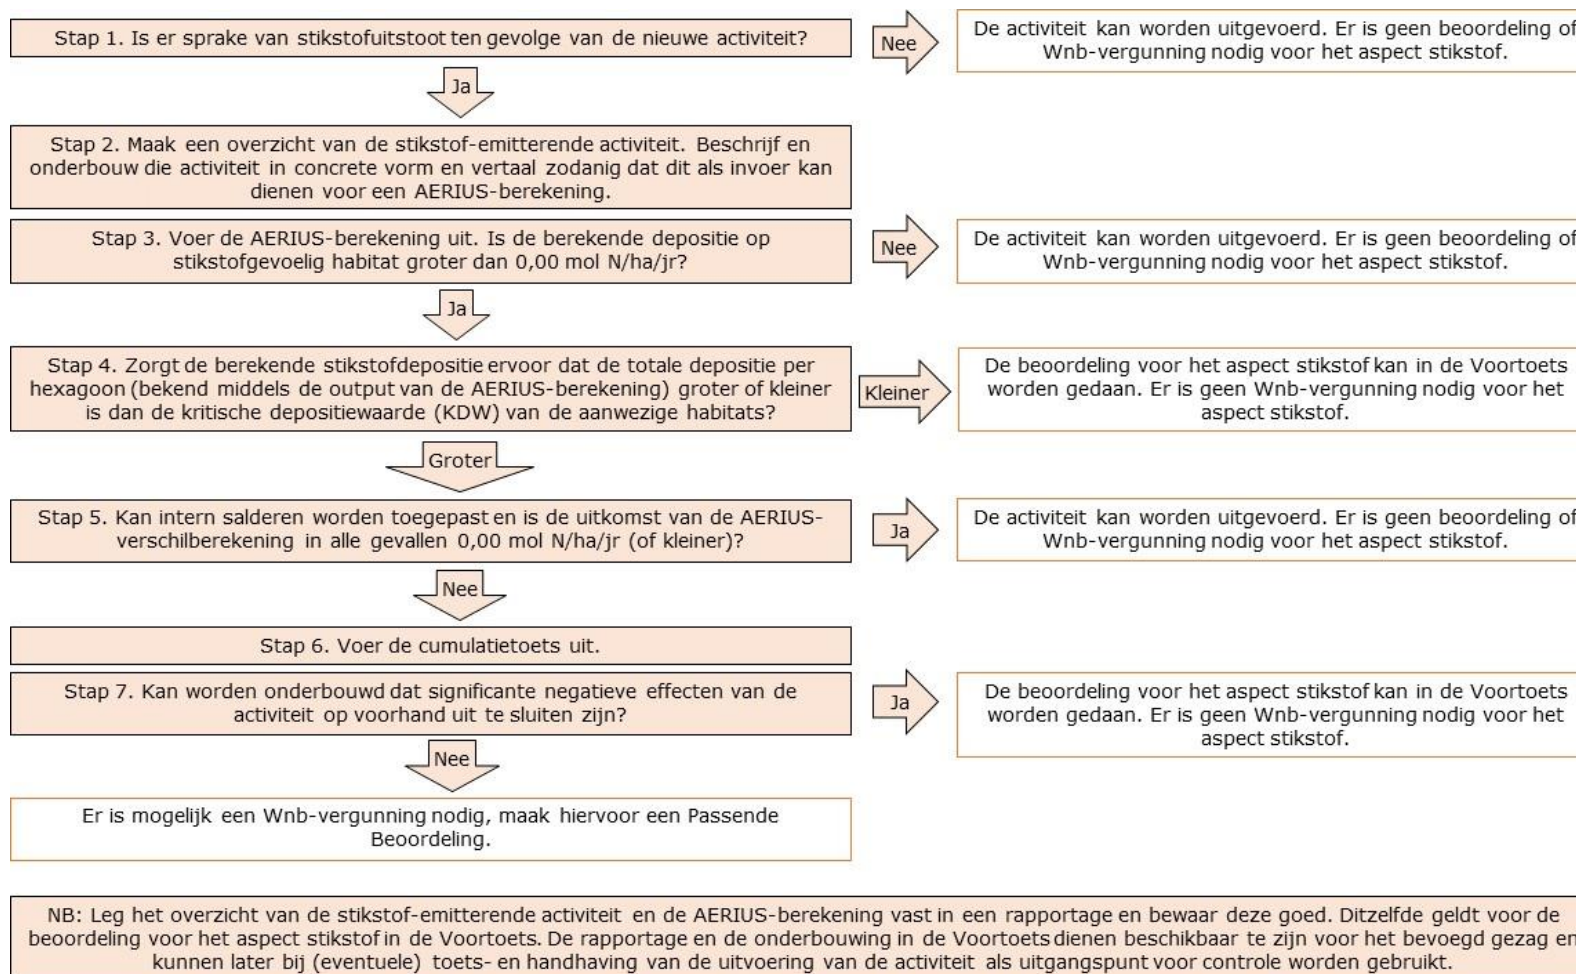 Stap 1. Is er sprake van stikstofuitstoot ten gevolge van de nieuwe activiteit?
Nee
De activiteit kan worden uitgevoerd. Er is geen beoordeling of
Wnb-vergunning nodig voor het aspect stikstof.
Ja
Stap 2. Maak een overzicht van de stikstof-emitterende activiteit. Beschrijf en
onderbouw die activiteit in concrete vorm en vertaal zodanig dat dit als invoer kan
dienen voor een AERIUS-berekening.
Stap 3. Voer de AERIUS-berekening uit. Is de berekende depositie op
stikstofgevoelig habitat groter dan 0,00 mol N/ha/jr?
Nee
De activiteit kan worden uitgevoerd. Er is geen beoordeling of
Wnb-vergunning nodig voor het aspect stikstof.
Ja
Stap 4. Zorgt de berekende stikstofdepositie ervoor dat de totale depositie per
hexagoon (bekend middels de output van de AERIUS-berekening) groter of kleiner
is dan de kritische depositiewaarde (KDW) van de aanwezige habitats?
Kleiner
De beoordeling voor het aspect stikstof kan in de Voortoets
worden gedaan. Er is geen Wnb-vergunning nodig voor het
aspect stikstof.
Groter
Stap 5. Kan intern salderen worden toegepast en is de uitkomst van de AERIUS-
verschilberekening in alle gevallen 0,00 mol N/ha/jr (of kleiner)?
Ja
De activiteit kan worden uitgevoerd. Er is geen beoordeling of
Wnb-vergunning nodig voor het aspect stikstof.
Nee
Stap 6. Voer de cumulatietoets uit.
Stap 7. Kan worden onderbouwd dat significante negatieve effecten van de
activiteit op voorhand uit te sluiten zijn?
Ja
De beoordeling voor het aspect stikstof kan in de Voortoets
worden gedaan. Er is geen Wnb-vergunning nodig voor het
aspect stikstof.
Nee
Er is mogelijk een Wnb-vergunning nodig, maak hiervoor een Passende
Beoordeling.
NB: Leg het overzicht van de stikstof-emitterende activiteit en de AERIUS-berekening vast in een rapportage en bewaar deze goed. Ditzelfde geldt voor de
beoordeling voor het aspect stikstof in de Voortoets. De rapportage en de onderbouwing in de Voortoets dienen beschikbaar te zijn voor het bevoegd gezag en
kunnen later bij (eventuele) toets- en handhaving van de uitvoering van de activiteit als uitgangspunt voor controle worden gebruikt.